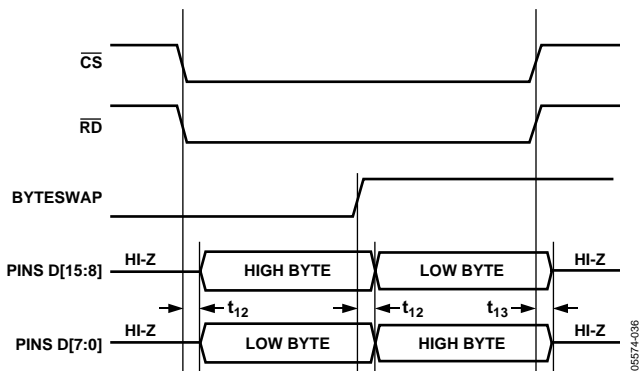 CS
RD
BYTESWAP
PINS D[15:8] HI-Z HIGH BYTE LOW BYTE HI-Z
t12 t12 t13
PINS D[7:0] HI-Z LOW BYTE HIGH BYTE HI-Z
05574-036